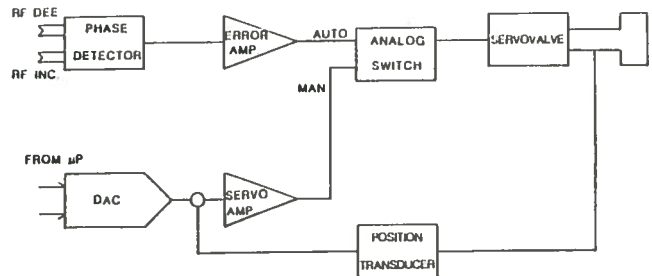 RF DEE
PHASE
DETECTOR
RF INC.
ERROR
AMP
AUTO
ANALOG
SWITCH
SERVOVALVE
MAN
FROM µP
DAC
SERVO
AMP
POSITION
TRANSDUCER